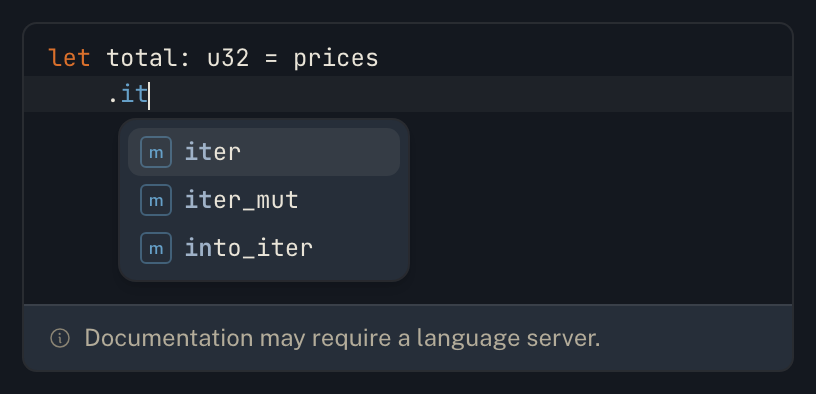 let total: u32 = prices
.it
m iter
m iter_mut
m into_iter
Documentation may require a language server.